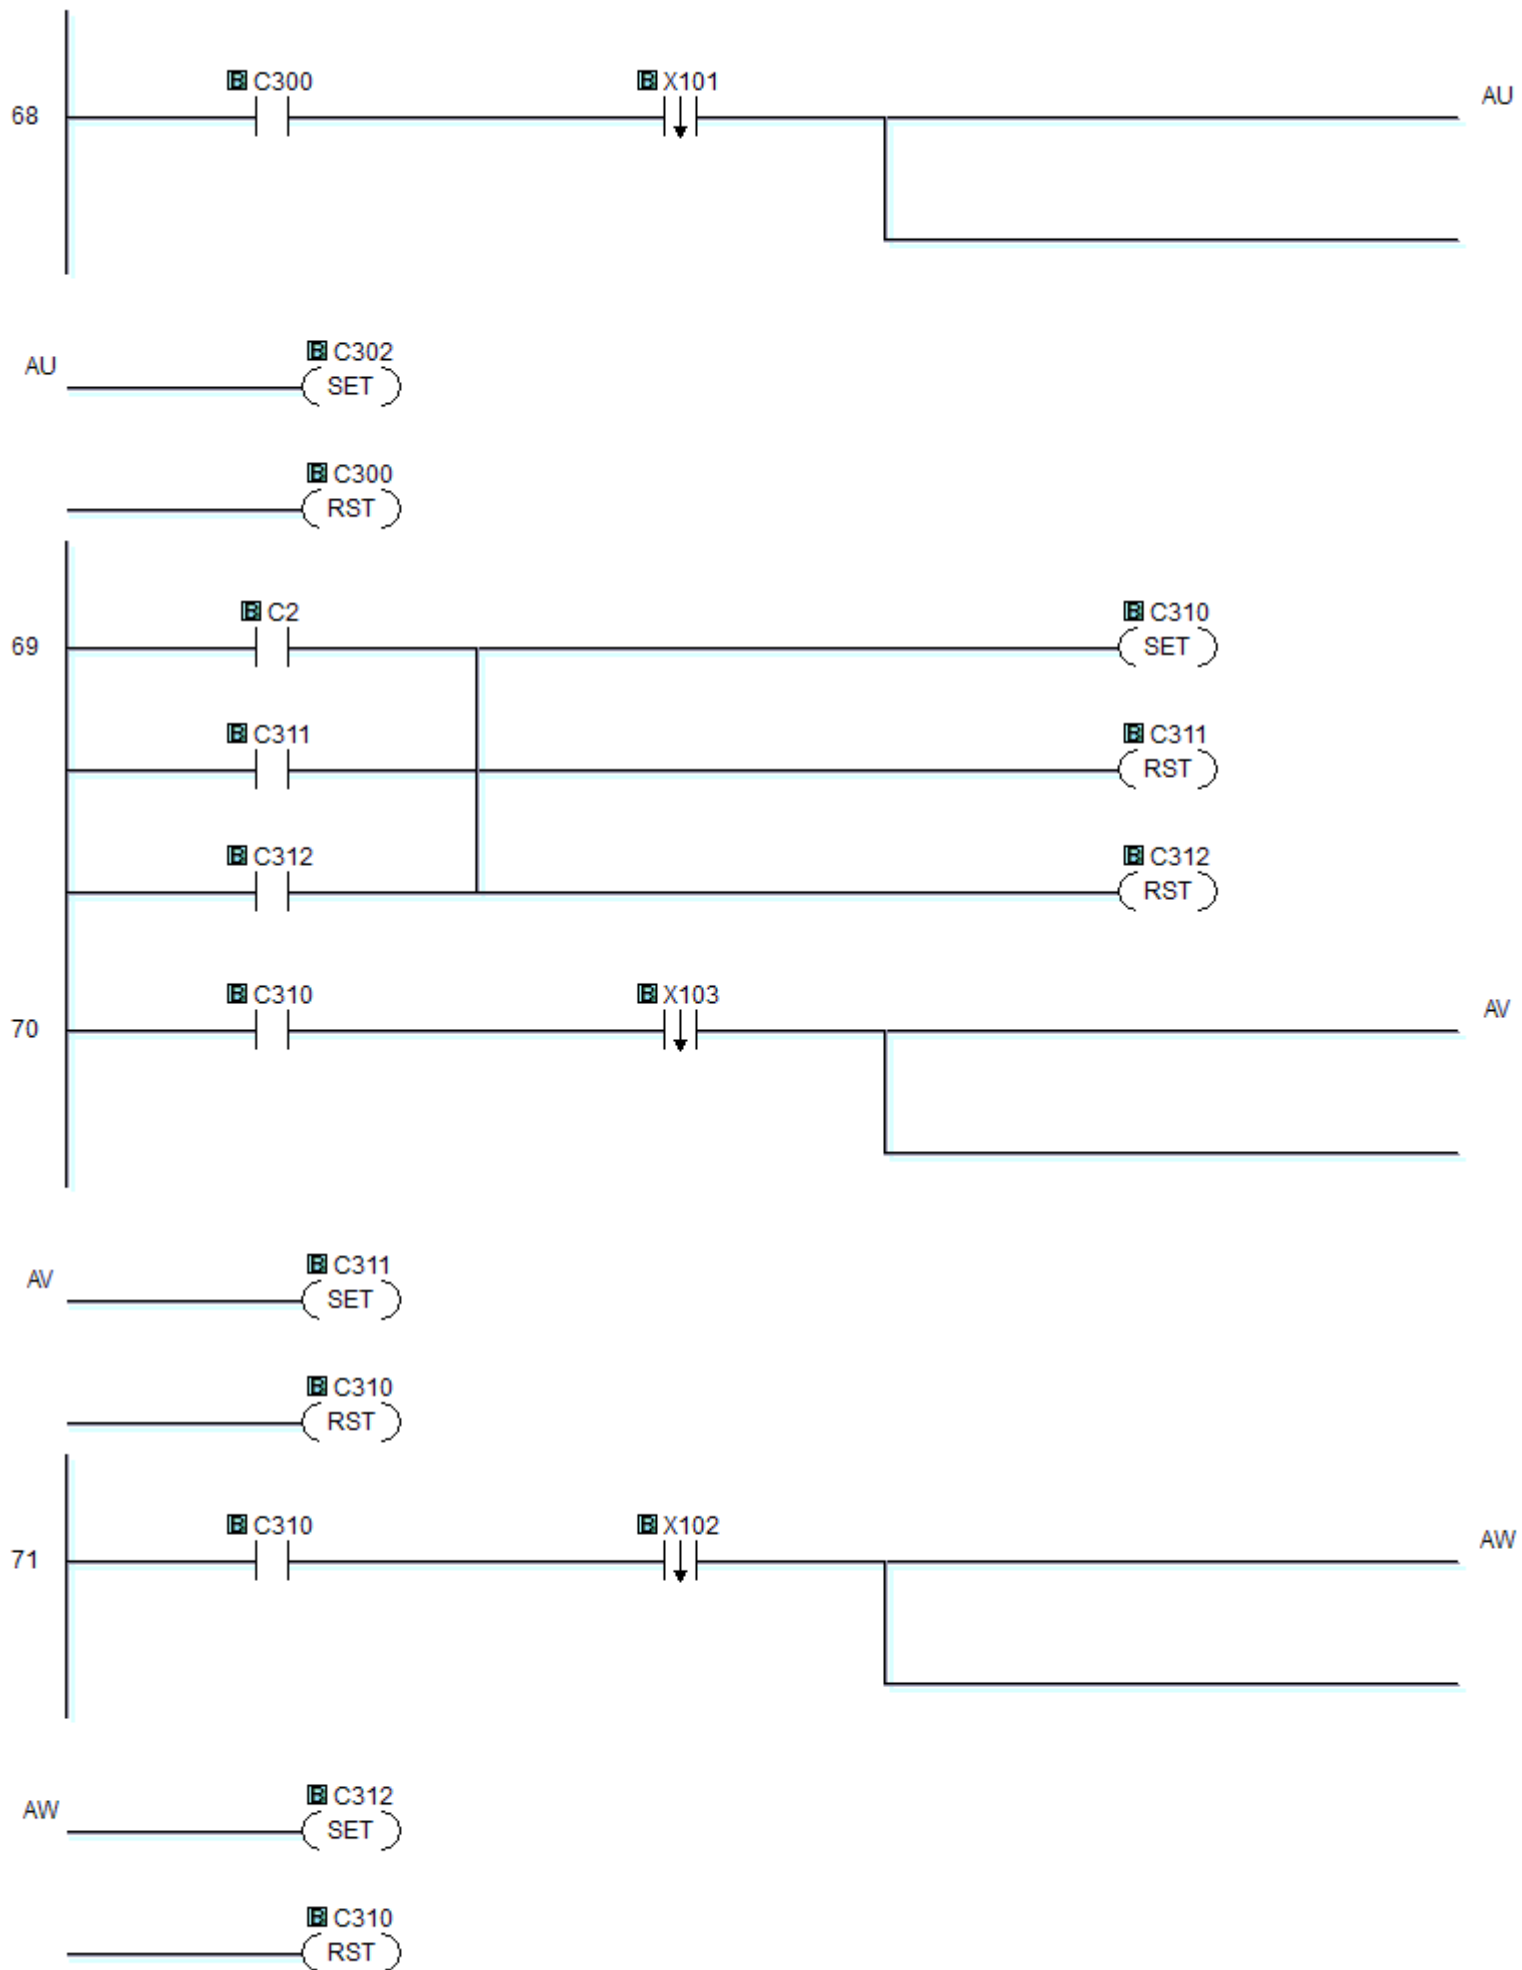 B C300 B X101 AU
68
B C302
AU SET
B C300
RST
B C2 B C310
69 SET
B C311 B C311
RST
B C312 B C312
RST
B C310 B X103 AV
70
B C311
AV SET
B C310
RST
B C310 B X102 AW
71
B C312
AW SET
B C310
RST